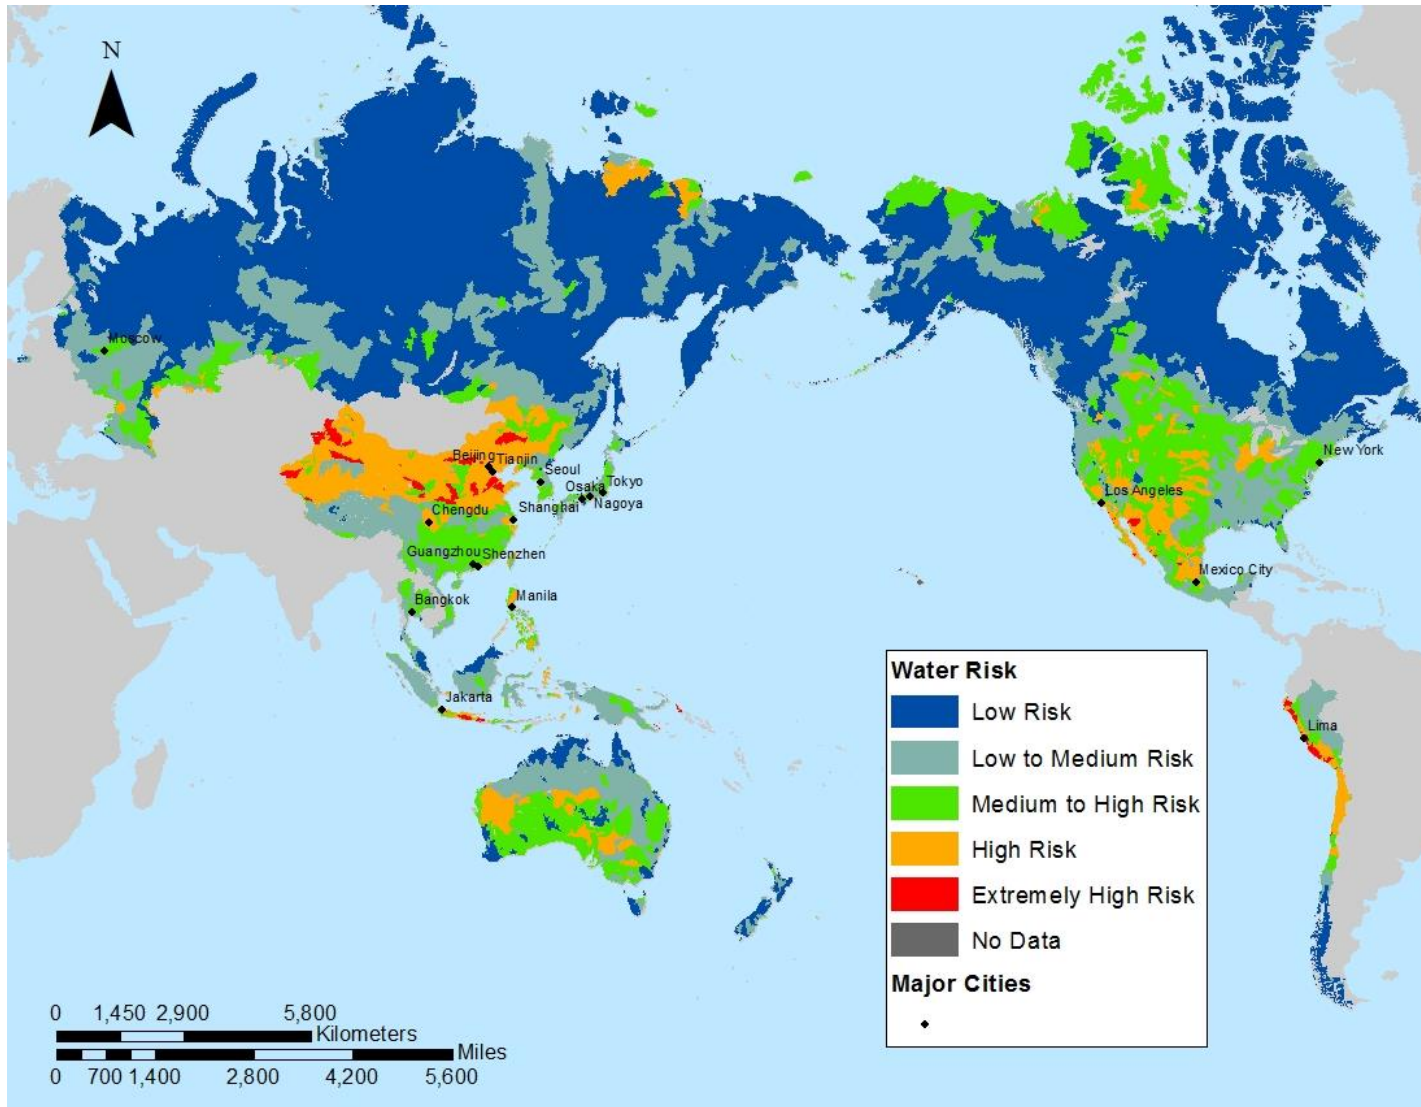 N
Moscow
Beijing
Tianjin
Seoul
Osaka
Tokyo
Nagoya
Shanghai
Chengdu
Guangzhou
Shenzhen
Bangkok
Manila
Jakarta
New York
Los Angeles
Mexico City
Lima
Water Risk
Low Risk
Low to Medium Risk
Medium to High Risk
High Risk
Extremely High Risk
No Data
Major Cities
0 1,450 2,900 5,800
Kilometers
Miles
0 700 1,400 2,800 4,200 5,600